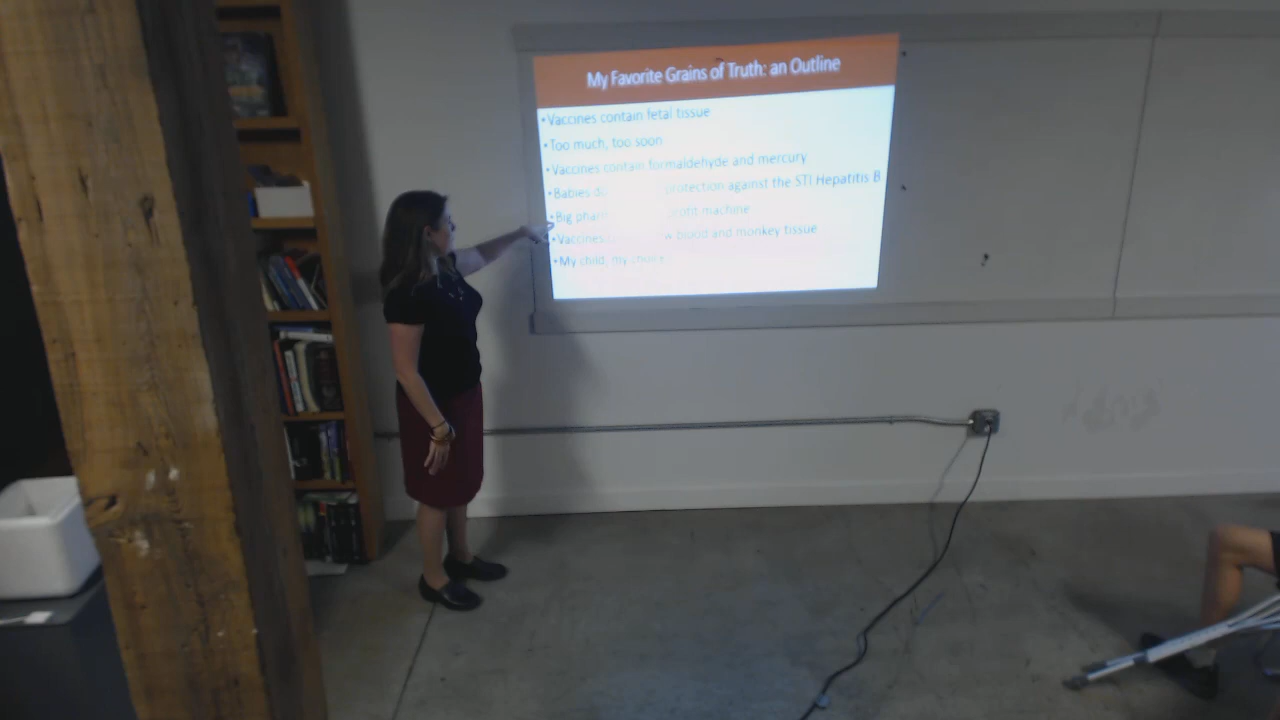 My Favorite Grains of Truth: an Outline
•Vaccines contain fetal tissue
•Too much, too soon
•Vaccines contain formaldehyde and mercury
•Babies protection against the STI Hepatitis B
•Big profit machine
•Vaccines blood and monkey tissue
•My child, my choice